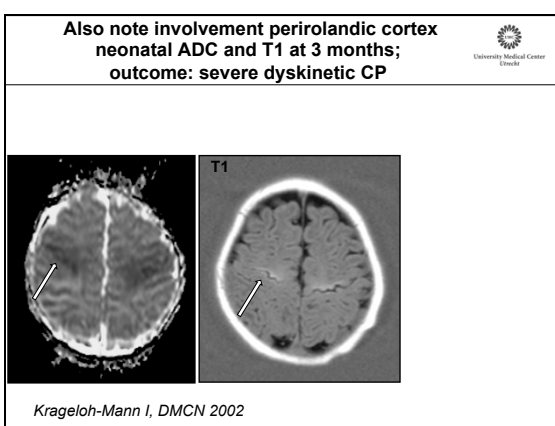 Also note involvement perirolandic cortex
neonatal ADC and T1 at 3 months;
outcome: severe dyskinetic CP
University Medical Center
Utrecht
T1
Krageloh-Mann I, DMCN 2002